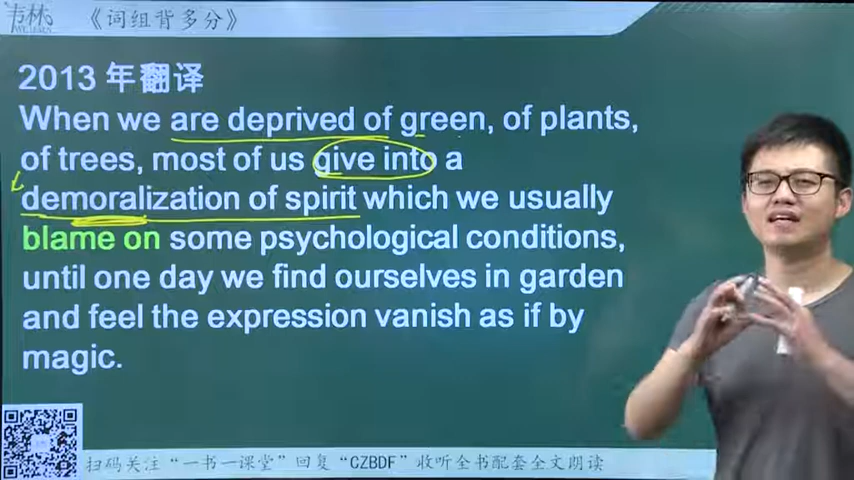 韦林
《词组背多分》
2013 年翻译
When we are deprived of green, of plants,
of trees, most of us give into a
demoralization of spirit which we usually
blame on some psychological conditions,
until one day we find ourselves in garden
and feel the expression vanish as if by
magic.
扫码关注“一书一课堂”回复“CZBDF”收听全书配套全文朗读